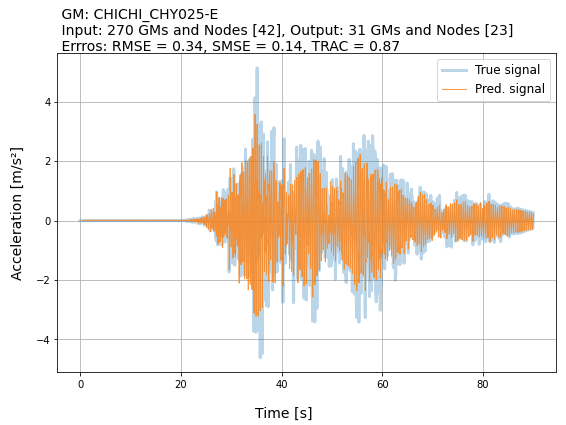 GM: CHICHI_CHY025-E
Input: 270 GMs and Nodes [42], Output: 31 GMs and Nodes [23]
Erros: RMSE = 0.34, SMSE = 0.14, TRAC = 0.87
True signal
Pred. signal
Acceleration [m/s²]
4
2
0
−2
−4
0
20
40
60
80
Time [s]